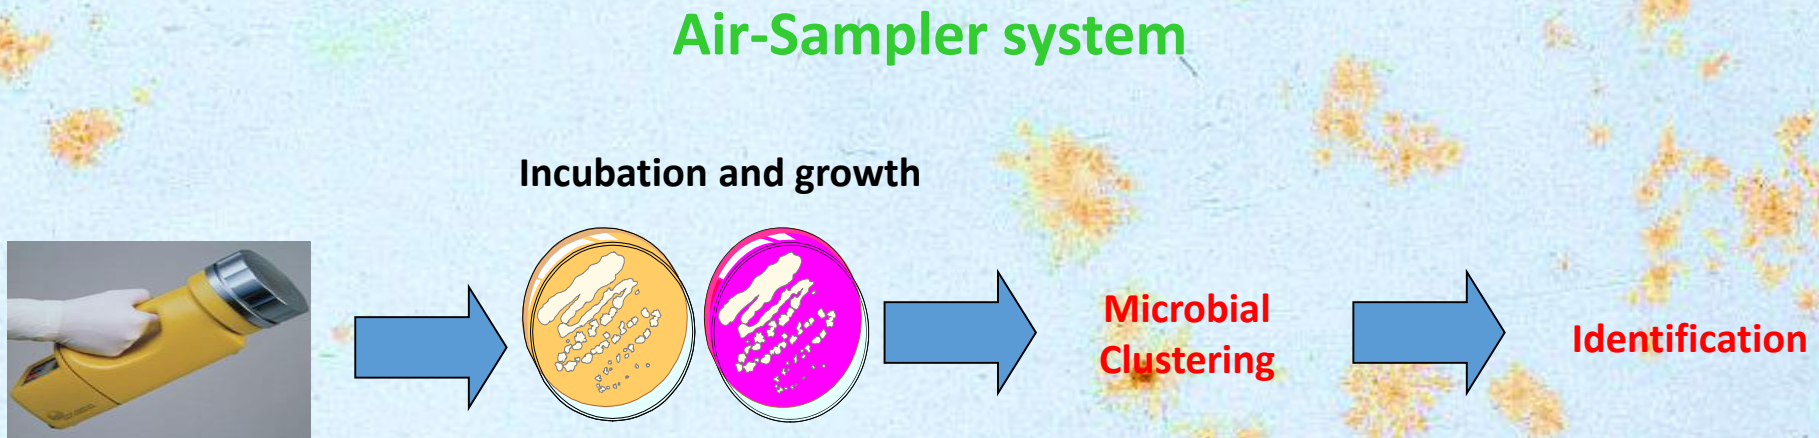 Air-Sampler system
Incubation and growth
Microbial
Clustering
Identification